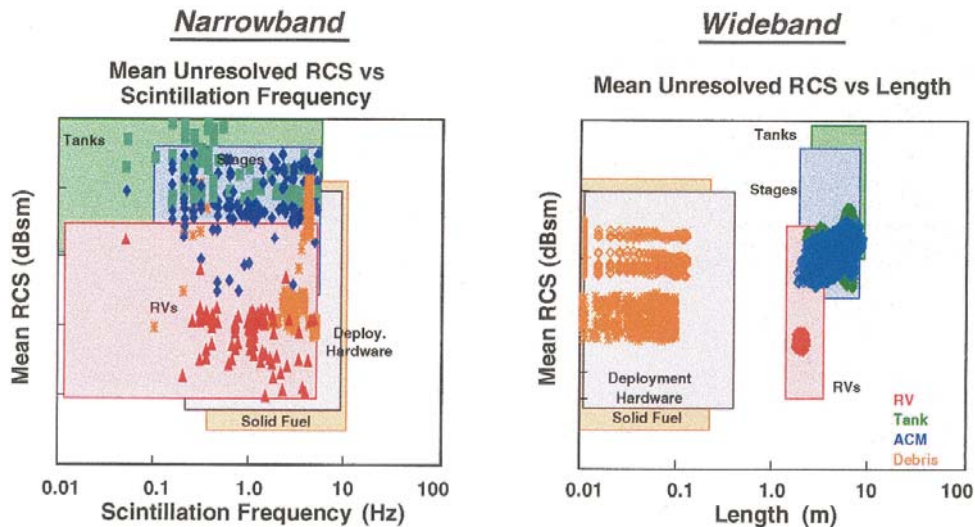 Narrowband
Mean Unresolved RCS vs
Scintillation Frequency
Mean RCS (dBsm)
Tanks
Stages
RVs
Deploy.
Hardware
Solid Fuel
0.01 0.1 1.0 10 100
Scintillation Frequency (Hz)
Wideband
Mean Unresolved RCS vs Length
Mean RCS (dBsm)
Tanks
Stages
Deployment
Hardware
Solid Fuel
RVs
RV
Tank
ACM
Debris
0.01 0.1 1.0 10 100
Length (m)